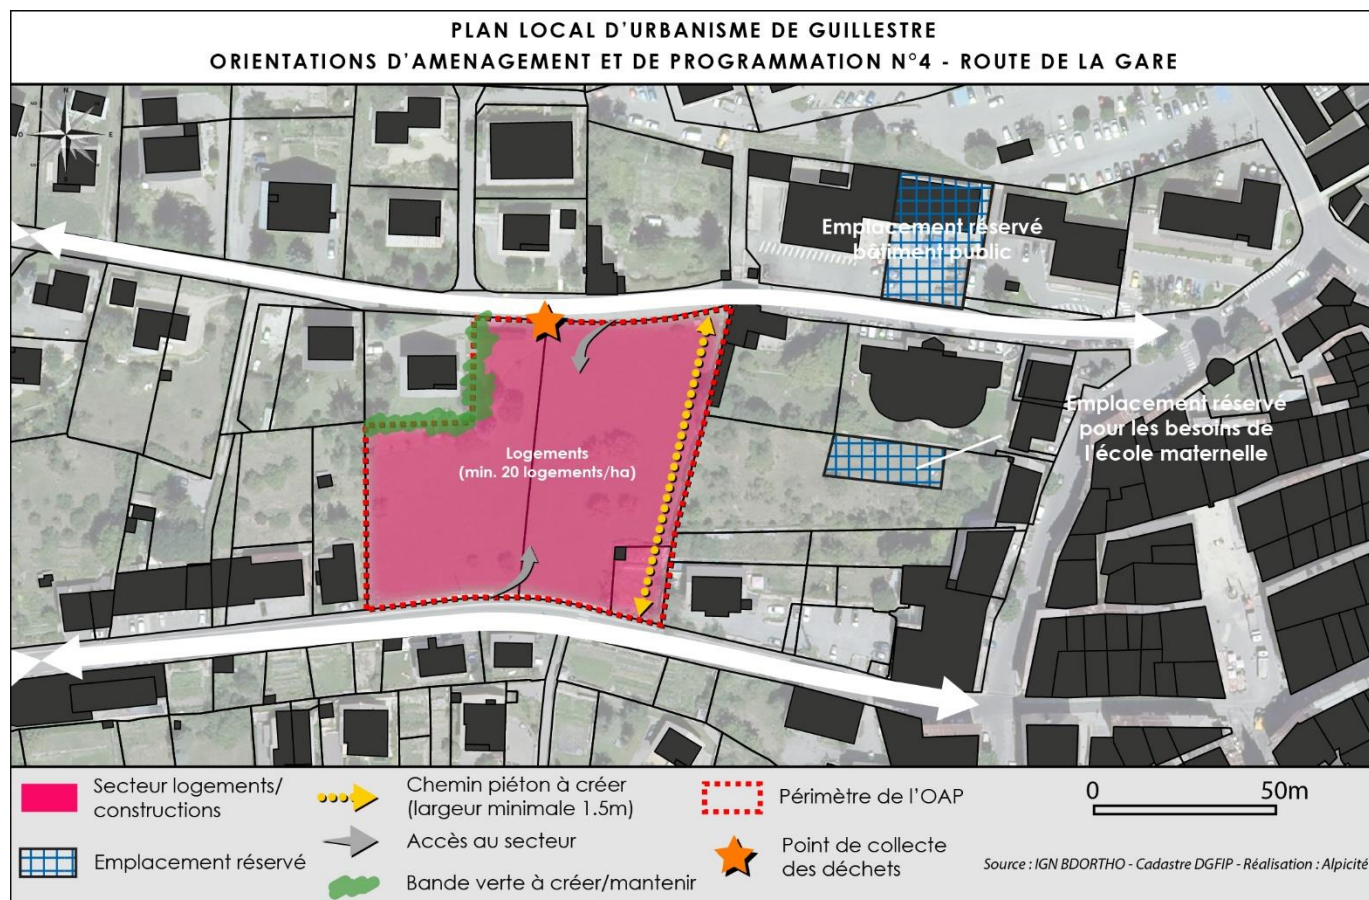 PLAN LOCAL D'URBANISME DE GUILLESTRE
ORIENTATIONS D'AMENAGEMENT ET DE PROGRAMMATION N°4 - ROUTE DE LA GARE
N
O
E
Emplacement réservé
bâtiment public
Emplacement réservé
pour les besoins de
l'école maternelle
Logements
(min. 20 logements/ha)
Secteur logements/
constructions
Emplacement réservé
Chemin piéton à créer
(largeur minimale 1.5m)
Accès au secteur
Bande verte à créer/mantenir
Périmètre de l'OAP
Point de collecte
des déchets
0 50m
Source : IGN BDORTHO - Cadastre DGFIP - Réalisation : Alpicité